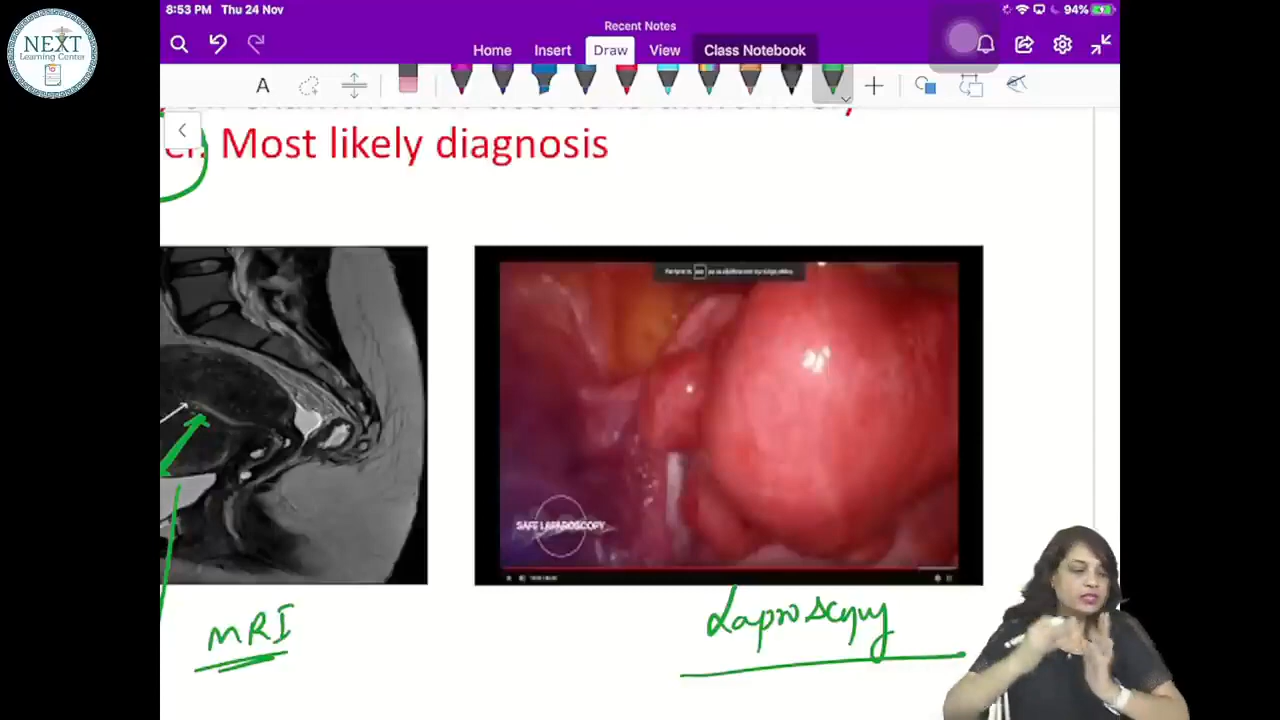 8:53 PM Thu 24 Nov
94%
NEXT
Learning Center
Recent Notes
Home Insert Draw View Class Notebook
A
Most likely diagnosis
SAFE LAPAROSCOPY
MRI
Laproscopy